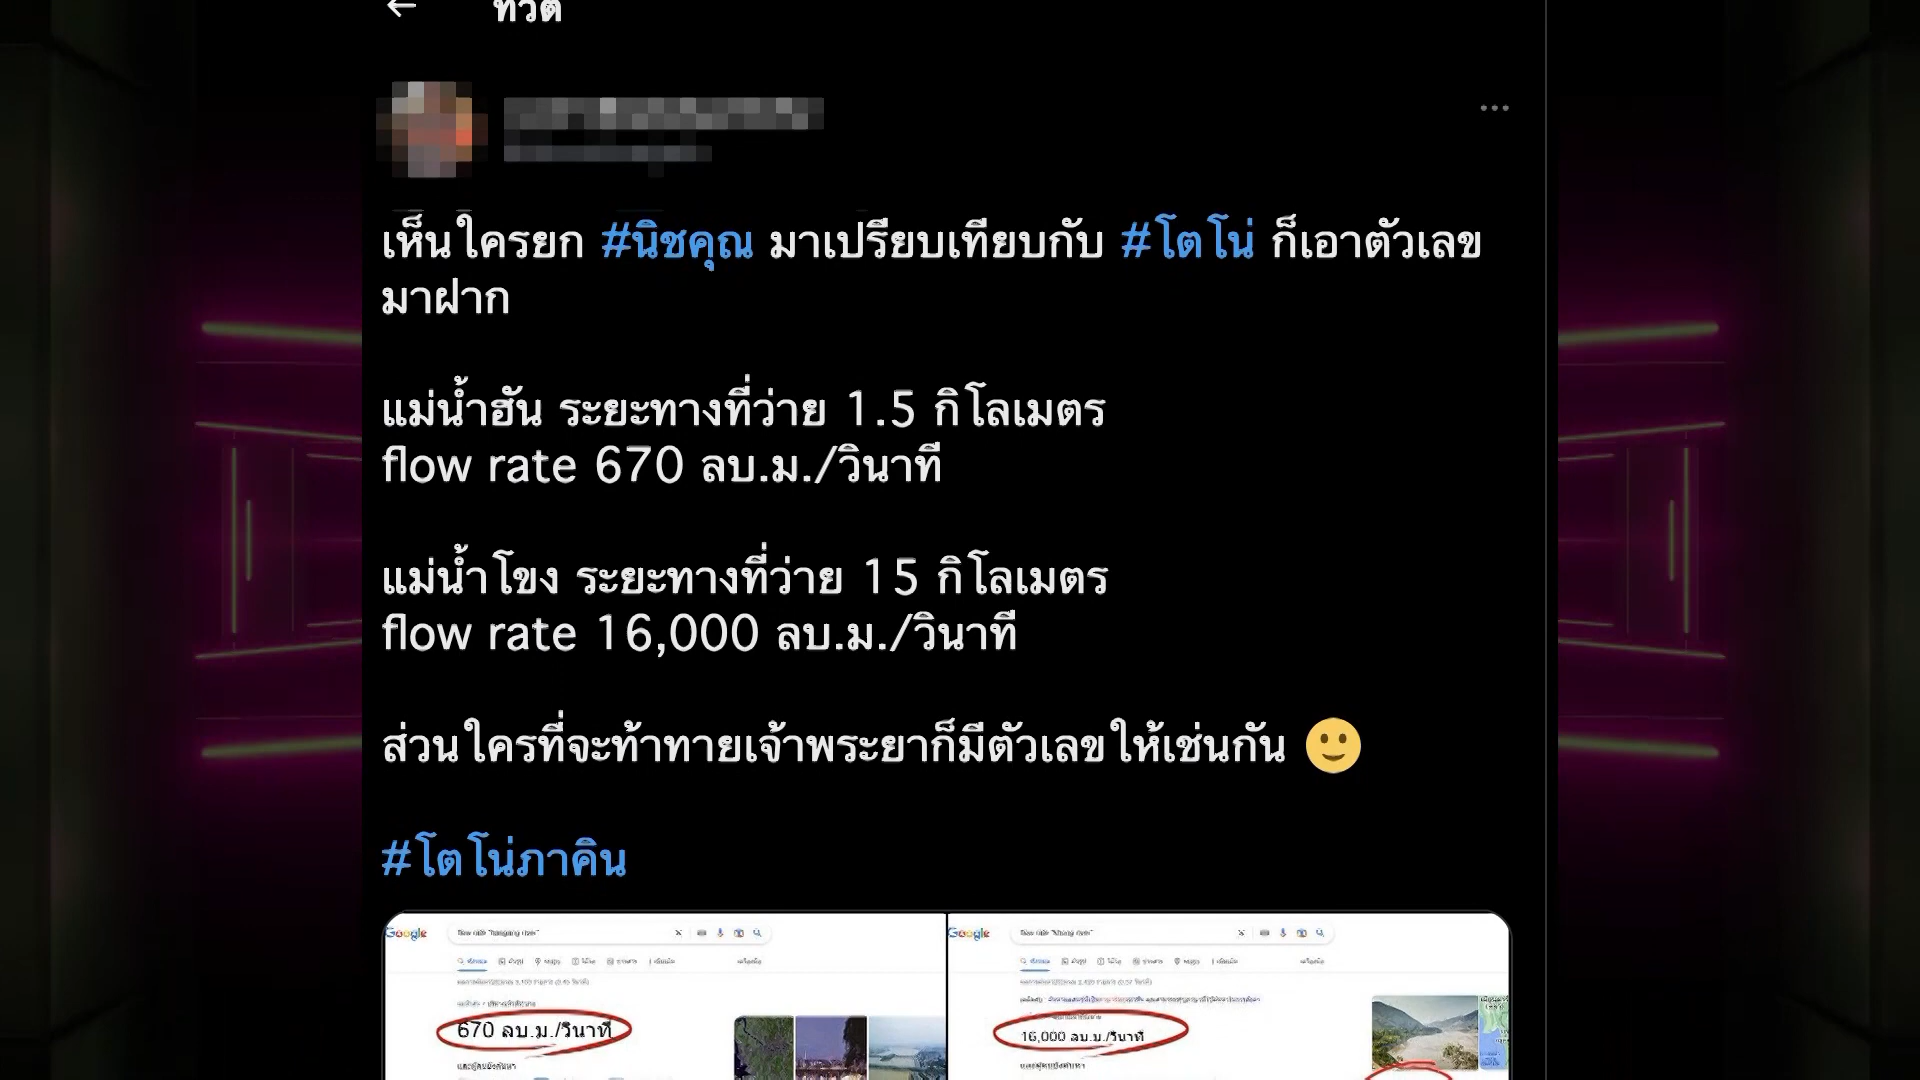 ทวีต
เห็นใครยก #นิชคุณ มาเปรียบเทียบกับ #โตโน่ ก็เอาตัวเลข
มาฝาก
แม่น้ำฮัน ระยะทางที่ว่าย 1.5 กิโลเมตร
flow rate 670 ลบ.ม./วินาที
แม่น้ำโขง ระยะทางที่ว่าย 15 กิโลเมตร
flow rate 16,000 ลบ.ม./วินาที
ส่วนใครที่จะท้าทายเจ้าพระยาก็มีตัวเลขให้เช่นกัน 🙂
#โตโน่ภาคิน
Google
Google
670 ลบ.ม./วินาที
16,000 ลบ.ม./วินาที